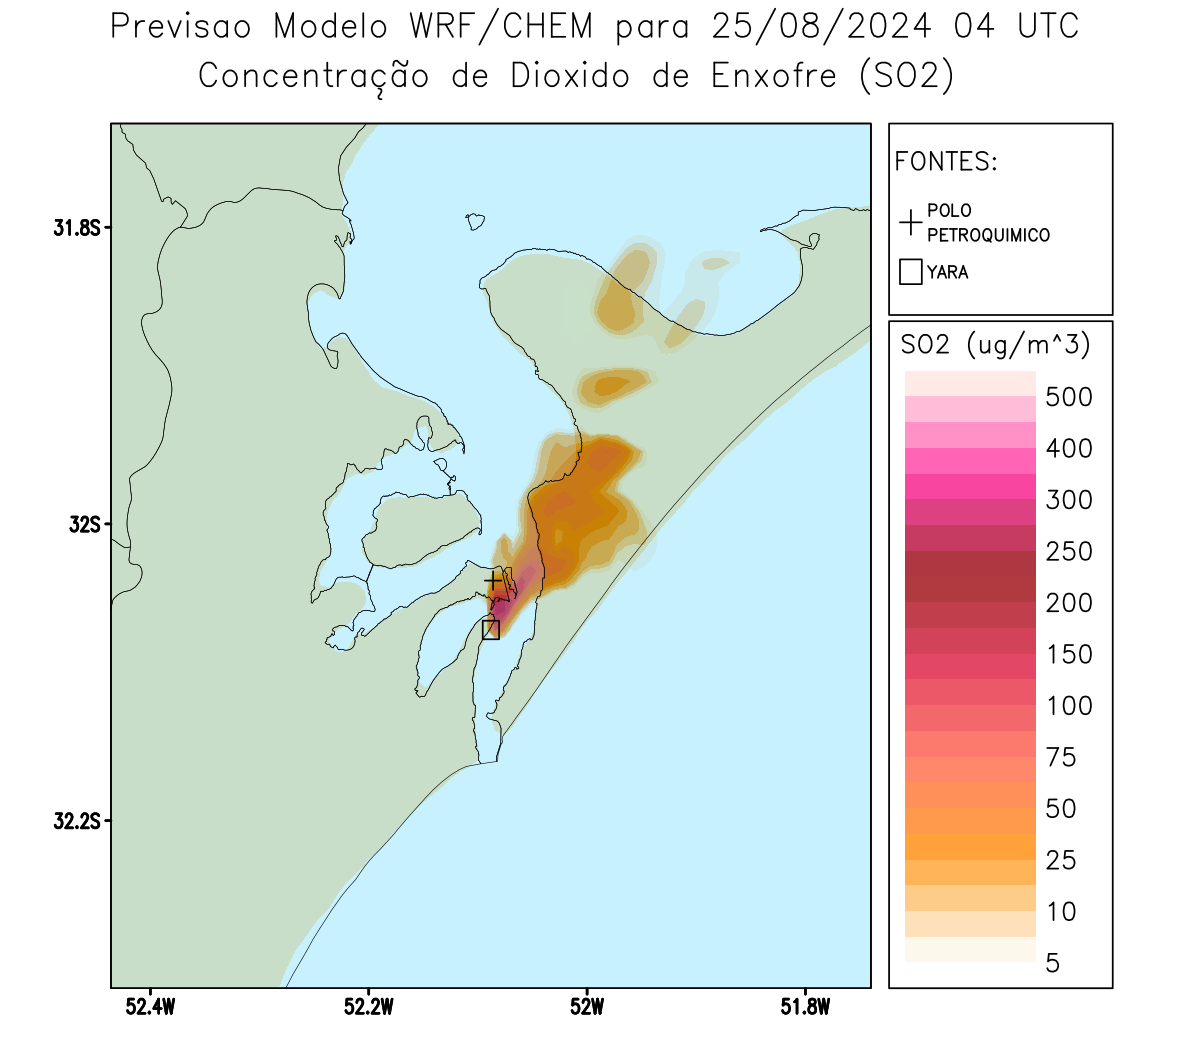 Previsao Modelo WRF/CHEM para 25/08/2024 04 UTC
Concentração de Dioxido de Enxofre (SO2)
FONTES:
POLO
PETROQUIMICO
YARA
31.8S
32S
32.2S
52.4W
52.2W
52W
51.8W
SO2 (ug/m^3)
500
400
300
250
200
150
100
75
50
25
10
5